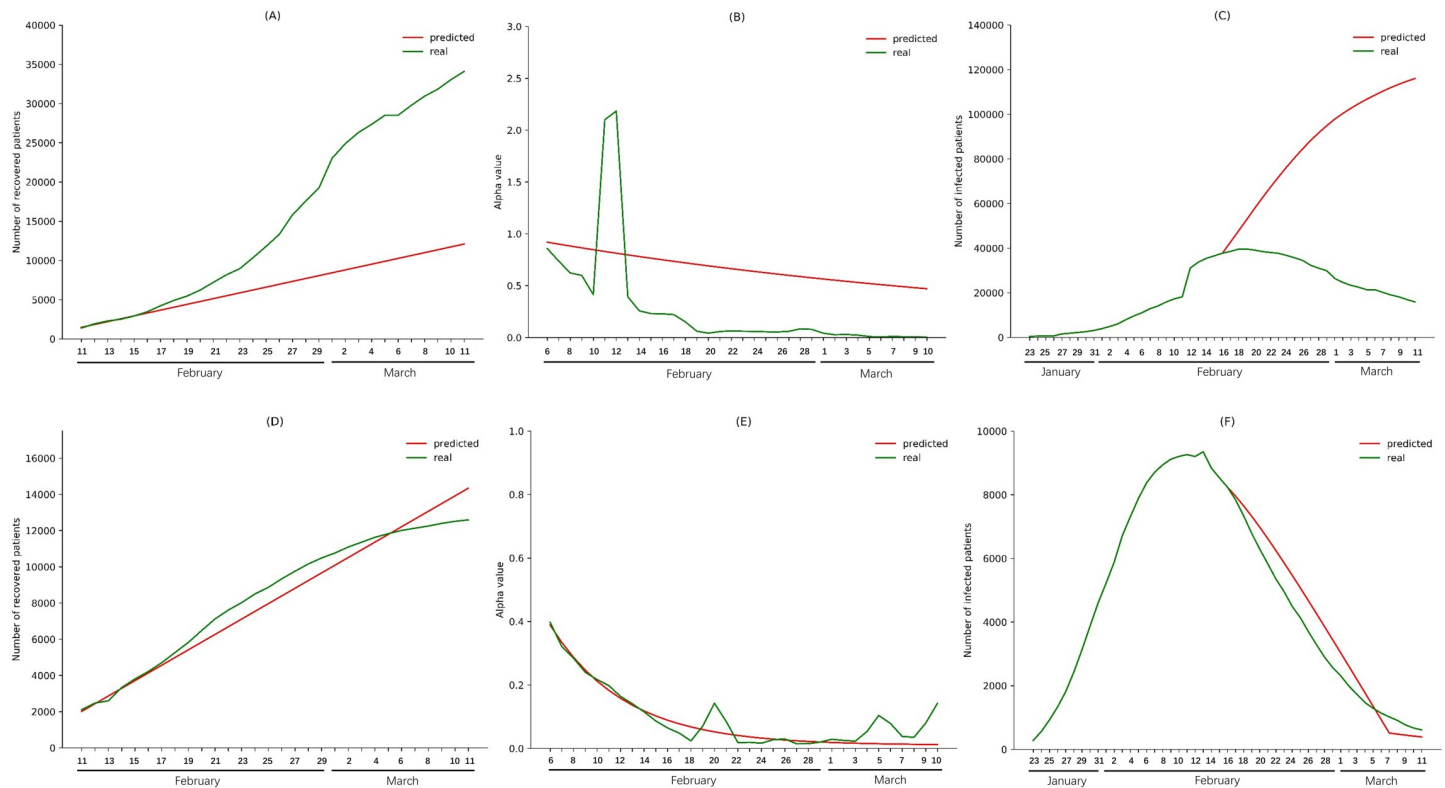 (A)
40000
35000
30000
25000
20000
15000
10000
5000
0
Number of recovered patients
predicted
real
11 13 15 17 19 21 23 25 27 29 2 4 6 8 10 11
February March
(B)
3.0
2.5
2.0
1.5
1.0
0.5
0.0
Alpha value
predicted
real
6 8 10 12 14 16 18 20 22 24 26 28 1 3 5 7 9 10
February March
(C)
140000
120000
100000
80000
60000
40000
20000
0
Number of infected patients
predicted
real
23 25 27 29 31 2 4 6 8 10 12 14 16 18 20 22 24 26 28 1 3 5 7 9 11
January February March
(D)
16000
14000
12000
10000
8000
6000
4000
2000
0
Number of recovered patients
predicted
real
11 13 15 17 19 21 23 25 27 29 2 4 6 8 10 11
February March
(E)
1.0
0.8
0.6
0.4
0.2
0.0
Alpha value
predicted
real
6 8 10 12 14 16 18 20 22 24 26 28 1 3 5 7 9 10
February March
(F)
10000
8000
6000
4000
2000
0
Number of infected patients
predicted
real
23 25 27 29 31 2 4 6 8 10 12 14 16 18 20 22 24 26 28 1 3 5 7 9 11
January February March